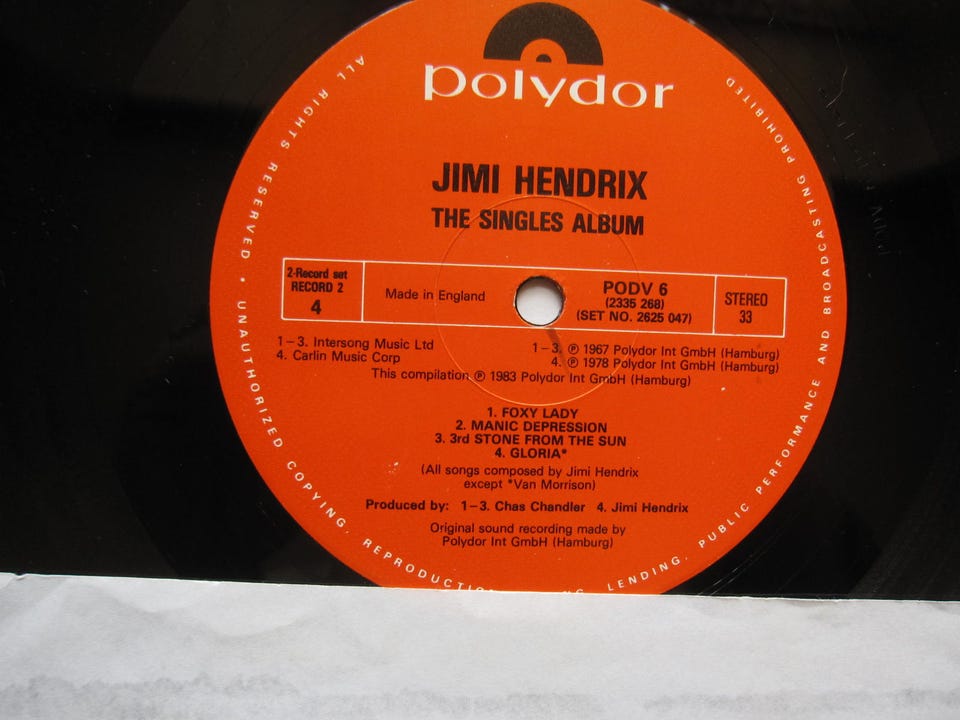 polydor
JIMI HENDRIX
THE SINGLES ALBUM
2-Record set
RECORD 2
4
Made in England
PODV 6
(2335 268)
(SET NO. 2625 047)
STEREO
33
1–3. Intersong Music Ltd
4. Carlin Music Corp
1–3. ℗ 1967 Polydor Int GmbH (Hamburg)
4. ℗ 1978 Polydor Int GmbH (Hamburg)
This compilation ℗ 1983 Polydor Int GmbH (Hamburg)
1. FOXY LADY
2. MANIC DEPRESSION
3. 3rd STONE FROM THE SUN
4. GLORIA*
(All songs composed by Jimi Hendrix
except *Van Morrison)
Produced by: 1–3. Chas Chandler 4. Jimi Hendrix
Original sound recording made by
Polydor Int GmbH (Hamburg)
ALL RIGHTS RESERVED • UNAUTHORIZED COPYING, REPRODUCTION, LENDING, PUBLIC PERFORMANCE AND BROADCASTING PROHIBITED